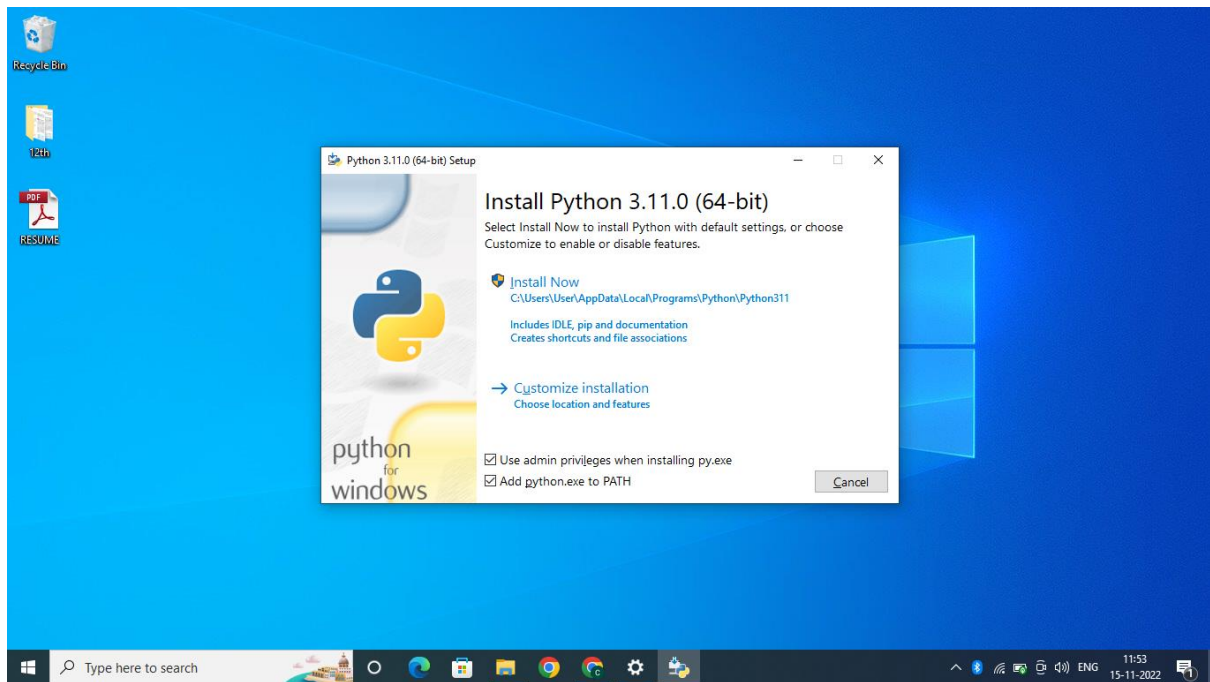 Recycle Bin
12th
PDF
RESUME
Python 3.11.0 (64-bit) Setup
Install Python 3.11.0 (64-bit)
Select Install Now to install Python with default settings, or choose
Customize to enable or disable features.
Install Now
C:\Users\User\AppData\Local\Programs\Python\Python311
Includes IDLE, pip and documentation
Creates shortcuts and file associations
Customize installation
Choose location and features
python
for
windows
Use admin privileges when installing py.exe
Add python.exe to PATH
Cancel
Type here to search
ENG
11:53
15-11-2022
1